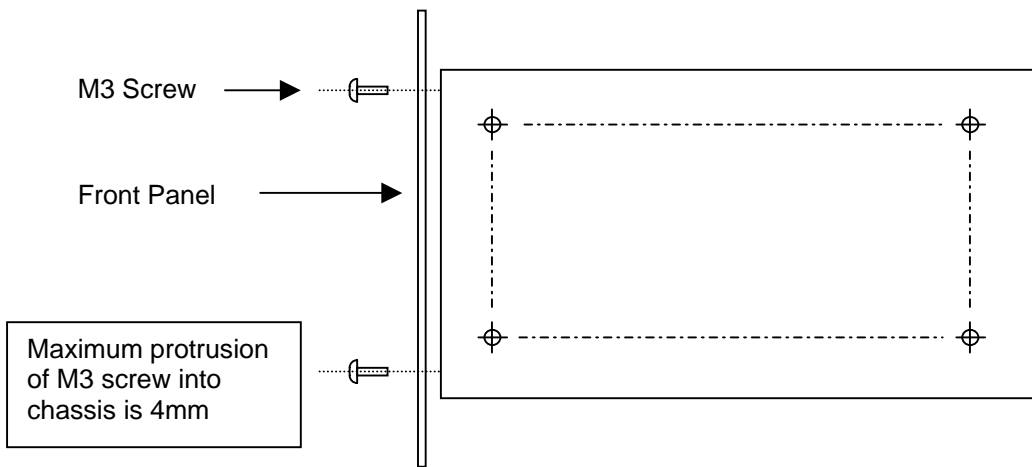 M3 Screw
Front Panel
Maximum protrusion
of M3 screw into
chassis is 4mm